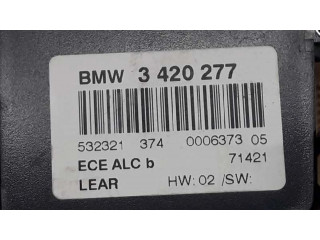 BMW 3 420 277
532321 374 0006373 05
ECE ALC b 71421
LEAR HW: 02 /SW: